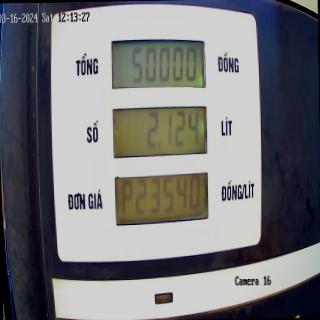 03-16-2024 Sat 12:13:27
TỔNG 50000 ĐỒNG
SỐ 2.124 LÍT
ĐƠN GIÁ P23540 ĐỒNG/LÍT
Camera 16